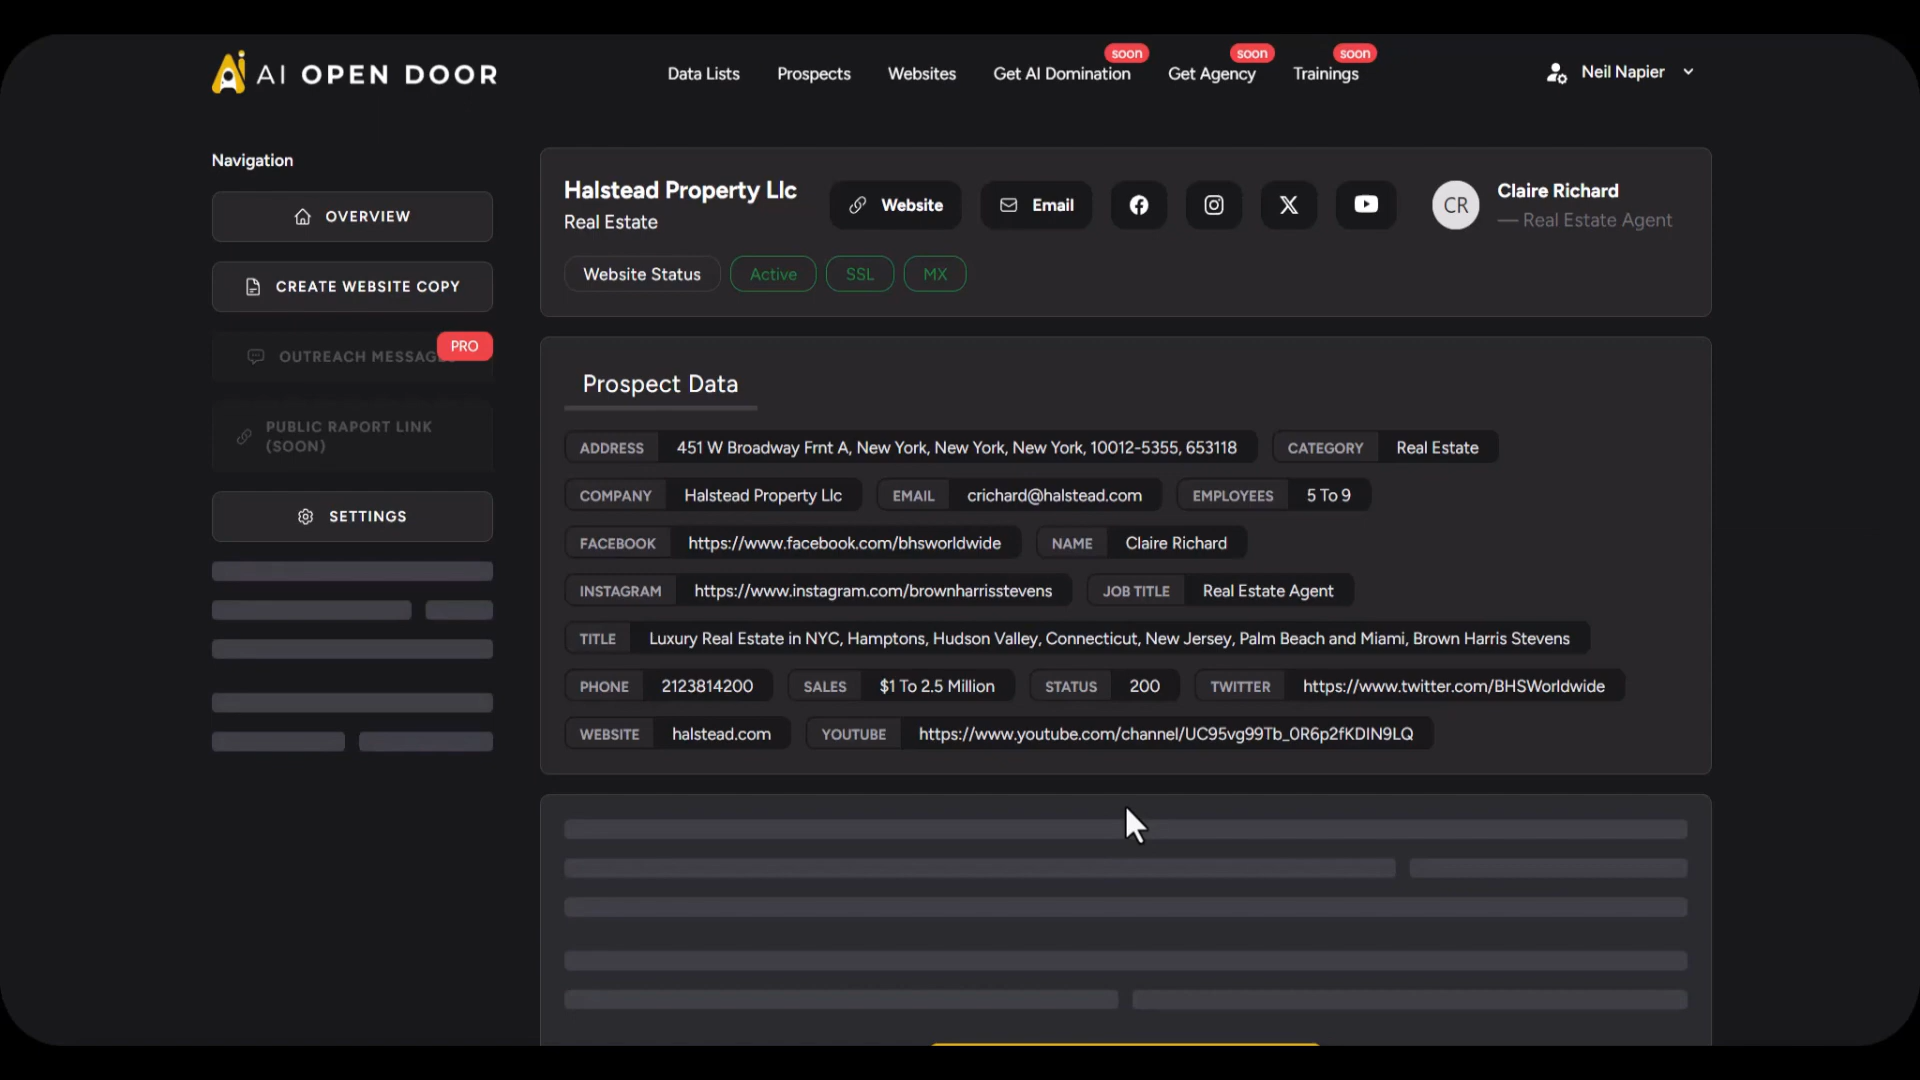 AI OPEN DOOR
Data Lists
Prospects
Websites
Get AI Domination
soon
Get Agency
soon
Trainings
soon
Neil Napier
Navigation
OVERVIEW
CREATE WEBSITE COPY
OUTREACH MESSAGE
PRO
PUBLIC RAPORT LINK
(SOON)
SETTINGS
Halstead Property Llc
Real Estate
Website
Email
CR
Claire Richard
— Real Estate Agent
Website Status
Active
SSL
MX
Prospect Data
ADDRESS 451 W Broadway Frnt A, New York, New York, New York, 10012-5355, 653118 CATEGORY Real Estate
COMPANY Halstead Property Llc EMAIL crichard@halstead.com EMPLOYEES 5 To 9
FACEBOOK https://www.facebook.com/bhsworldwide NAME Claire Richard
INSTAGRAM https://www.instagram.com/brownharrisstevens JOB TITLE Real Estate Agent
TITLE Luxury Real Estate in NYC, Hamptons, Hudson Valley, Connecticut, New Jersey, Palm Beach and Miami, Brown Harris Stevens
PHONE 2123814200 SALES $1 To 2.5 Million STATUS 200 TWITTER https://www.twitter.com/BHSWorldwide
WEBSITE halstead.com YOUTUBE https://www.youtube.com/channel/UC95vg99Tb_0R6p2fKDIN9LQ